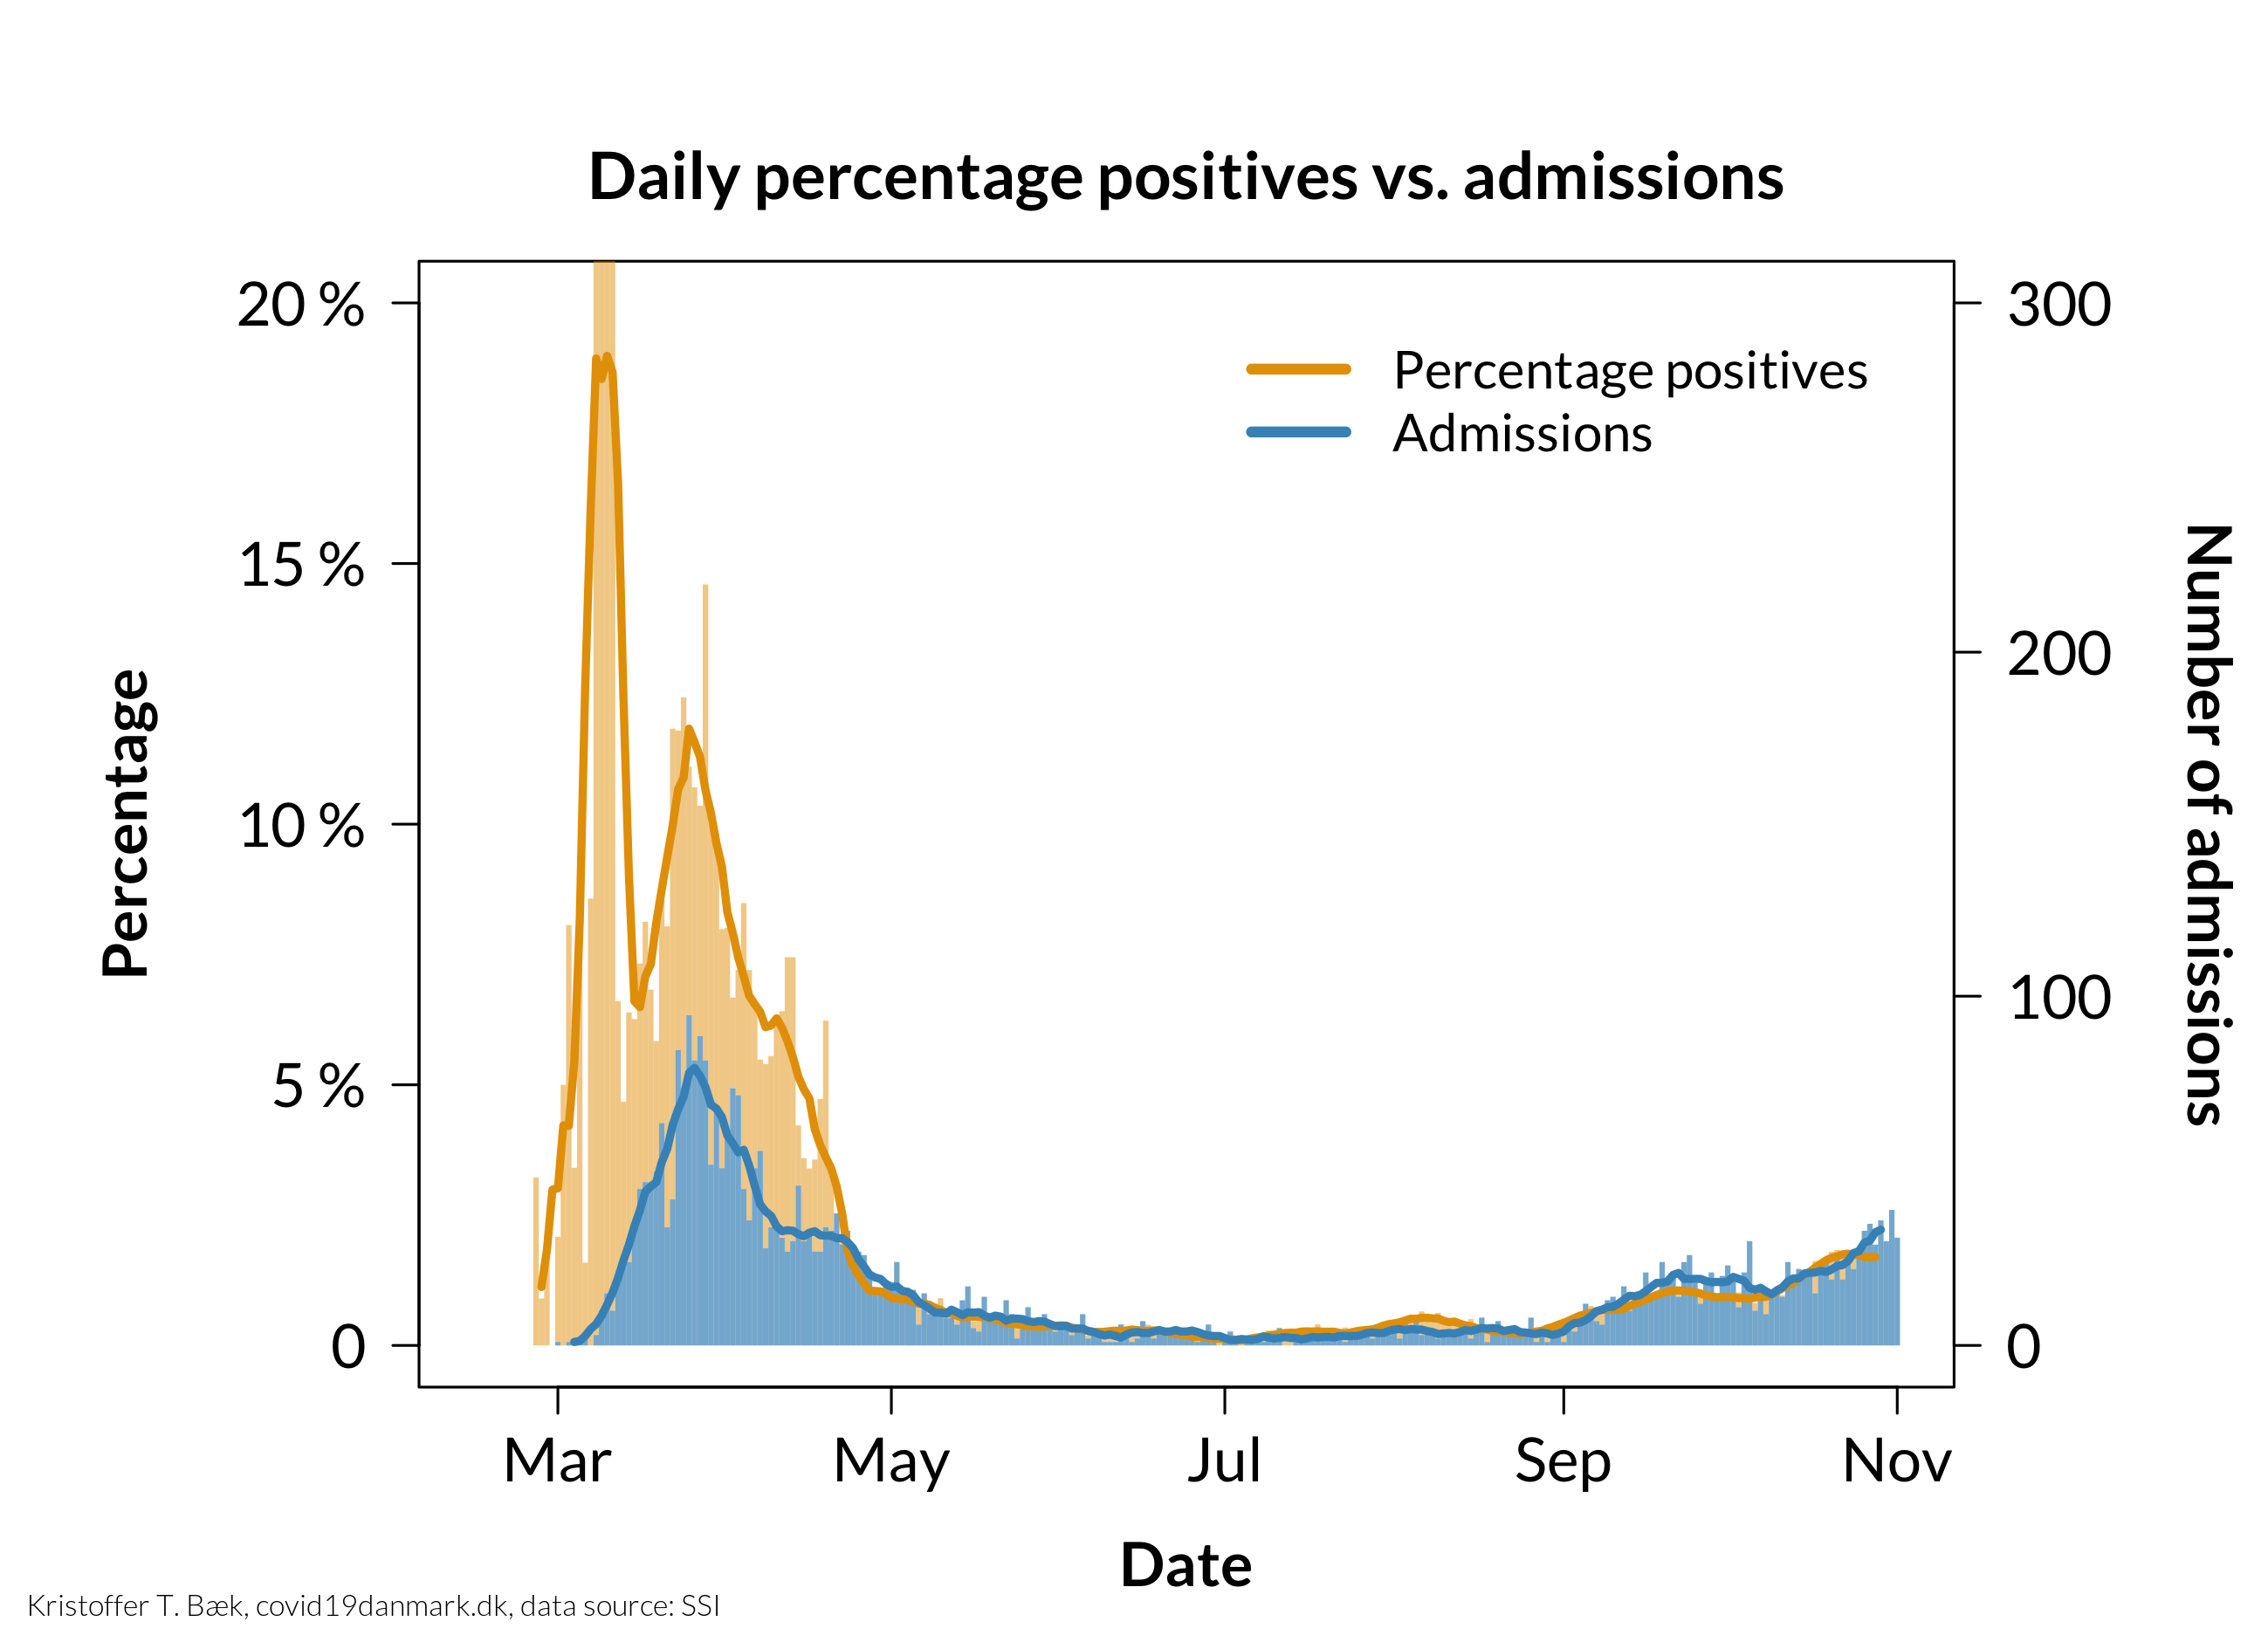 Daily percentage positives vs. admissions
20 %
15 %
10 %
5 %
0
Percentage
300
200
100
0
Number of admissions
Percentage positives
Admissions
Mar
May
Jul
Sep
Nov
Date
Kristoffer T. Bæk, covid19danmark.dk, data source: SSI